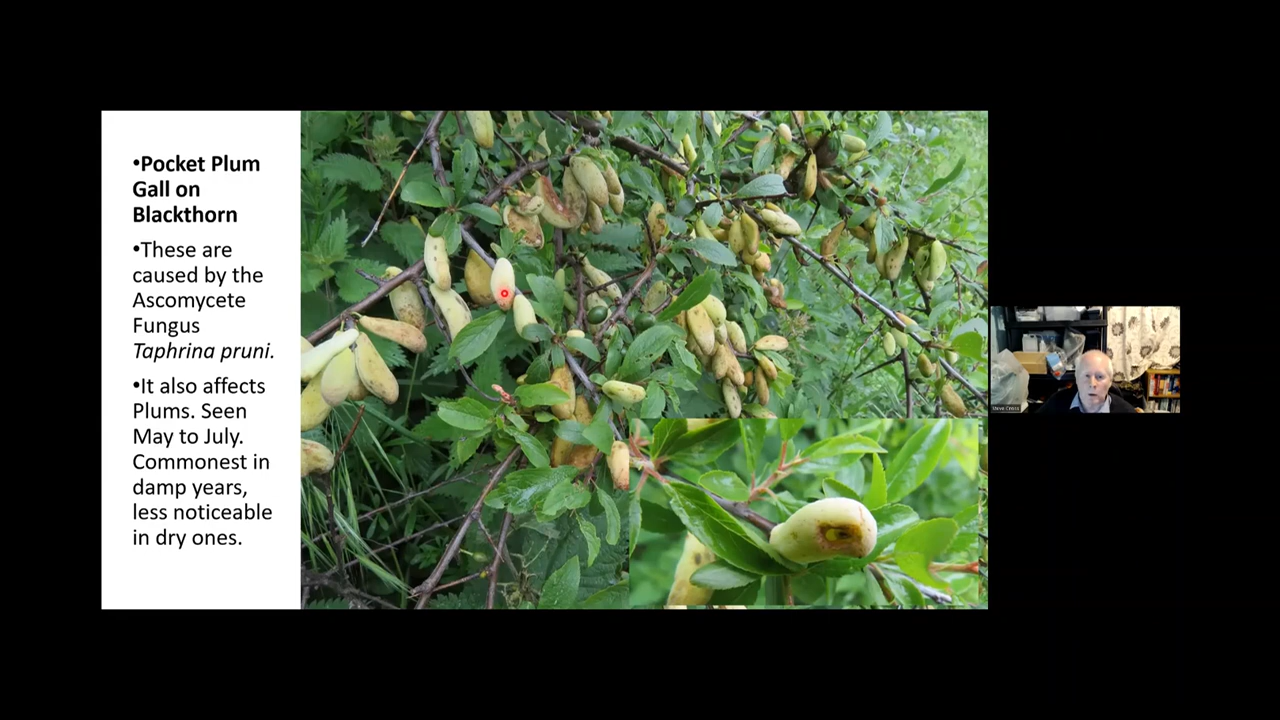 •Pocket Plum
Gall on
Blackthorn
•These are
caused by the
Ascomycete
Fungus
Taphrina pruni.
•It also affects
Plums. Seen
May to July.
Commonest in
damp years,
less noticeable
in dry ones.